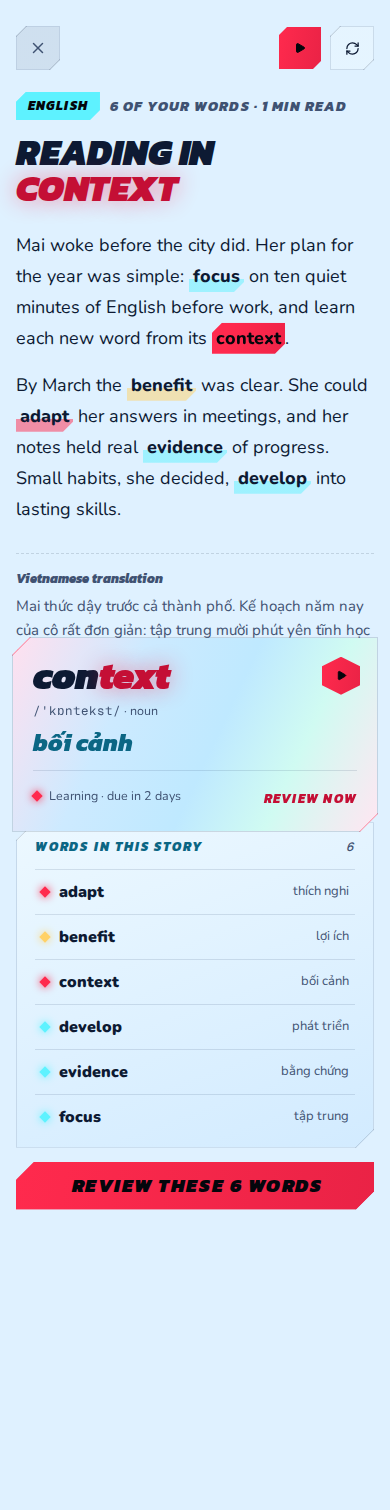 ENGLISH 6 OF YOUR WORDS · 1 MIN READ
READING IN
CONTEXT
Mai woke before the city did. Her plan for
the year was simple: focus on ten quiet
minutes of English before work, and learn
each new word from its context.
By March the benefit was clear. She could
adapt her answers in meetings, and her
notes held real evidence of progress.
Small habits, she decided, develop into
lasting skills.
Vietnamese translation
Mai thức dậy trước cả thành phố. Kế hoạch năm nay
của cô rất đơn giản: tập trung mười phút yên tĩnh học
context
/ˈkɒntekst/ · noun
bối cảnh
Learning · due in 2 days REVIEW NOW
WORDS IN THIS STORY 6
adapt thích nghi
benefit lợi ích
context bối cảnh
develop phát triển
evidence bằng chứng
focus tập trung
REVIEW THESE 6 WORDS